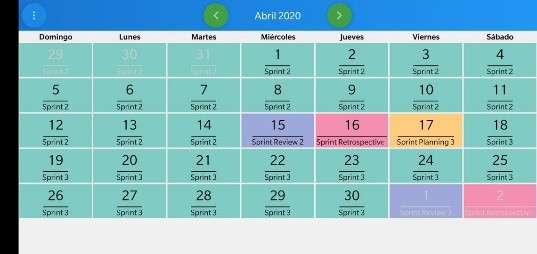 Abril 2020
Domingo Lunes Martes Miércoles Jueves Viernes Sábado
29 30 31 1 2 3 4
Sprint 2 Sprint 2 Sprint 2 Sprint 2 Sprint 2 Sprint 2 Sprint 2
5 6 7 8 9 10 11
Sprint 2 Sprint 2 Sprint 2 Sprint 2 Sprint 2 Sprint 2 Sprint 2
12 13 14 15 16 17 18
Sprint 2 Sprint 2 Sprint 2 Sprint Review 2 Sprint Retrospective Sprint Planning 3 Sprint 3
19 20 21 22 23 24 25
Sprint 3 Sprint 3 Sprint 3 Sprint 3 Sprint 3 Sprint 3 Sprint 3
26 27 28 29 30 1 2
Sprint 3 Sprint 3 Sprint 3 Sprint 3 Sprint 3 Sprint Review 3 Sprint Retrospective